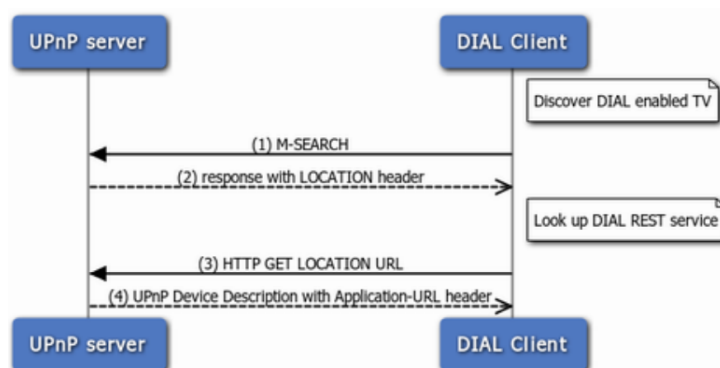 UPnP server
DIAL Client
Discover DIAL enabled TV
(1) M-SEARCH
(2) response with LOCATION header
Look up DIAL REST service
(3) HTTP GET LOCATION URL
(4) UPnP Device Description with Application-URL header
UPnP server
DIAL Client